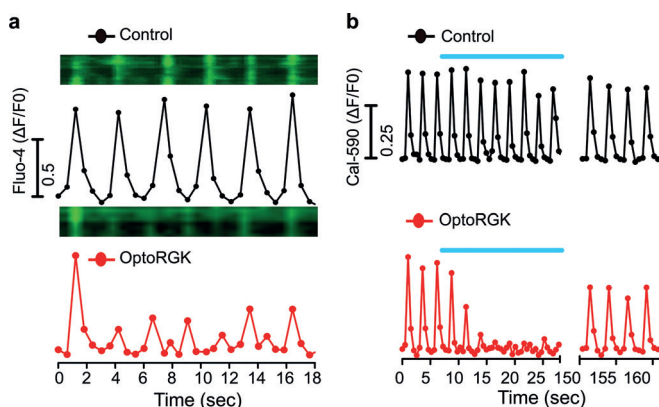 a
Control
Fluo-4 (ΔF/F0)
0.5
OptoRGK
0 2 4 6 8 10 12 14 16 18
Time (sec)
b
Control
Cal-590 (ΔF/F0)
0.25
OptoRGK
0 5 10 15 20 25 150 155 160
Time (sec)